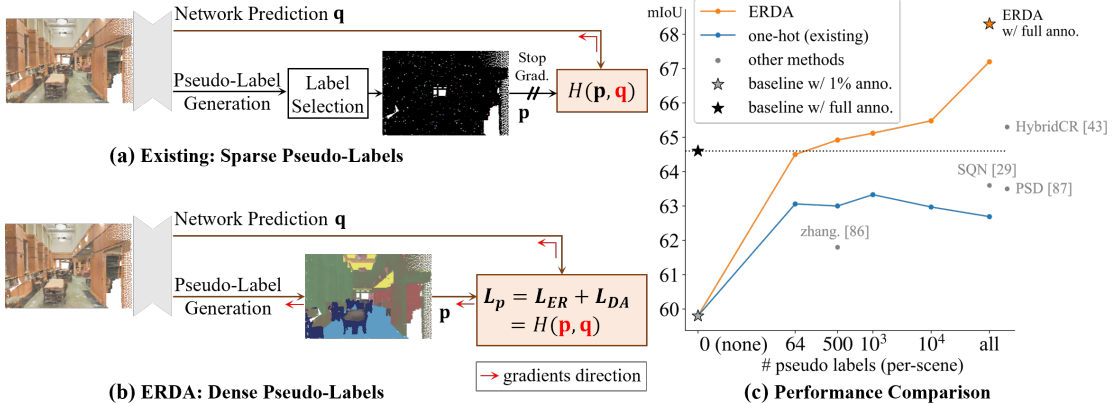 Network Prediction q
Pseudo-Label
Generation
Label
Selection
Stop
Grad.
p
H(p, q)
(a) Existing: Sparse Pseudo-Labels
Network Prediction q
Pseudo-Label
Generation
p
L_p = L_ER + L_DA
= H(p, q)
→ gradients direction
(b) ERDA: Dense Pseudo-Labels
mIoU
68
67
66
65
64
63
62
61
60
ERDA
one-hot (existing)
other methods
baseline w/ 1% anno.
baseline w/ full anno.
ERDA
w/ full anno.
HybridCR [43]
SQN [29]
PSD [87]
zhang. [86]
0 (none) 64 500 10³ 10⁴ all
# pseudo labels (per-scene)
(c) Performance Comparison